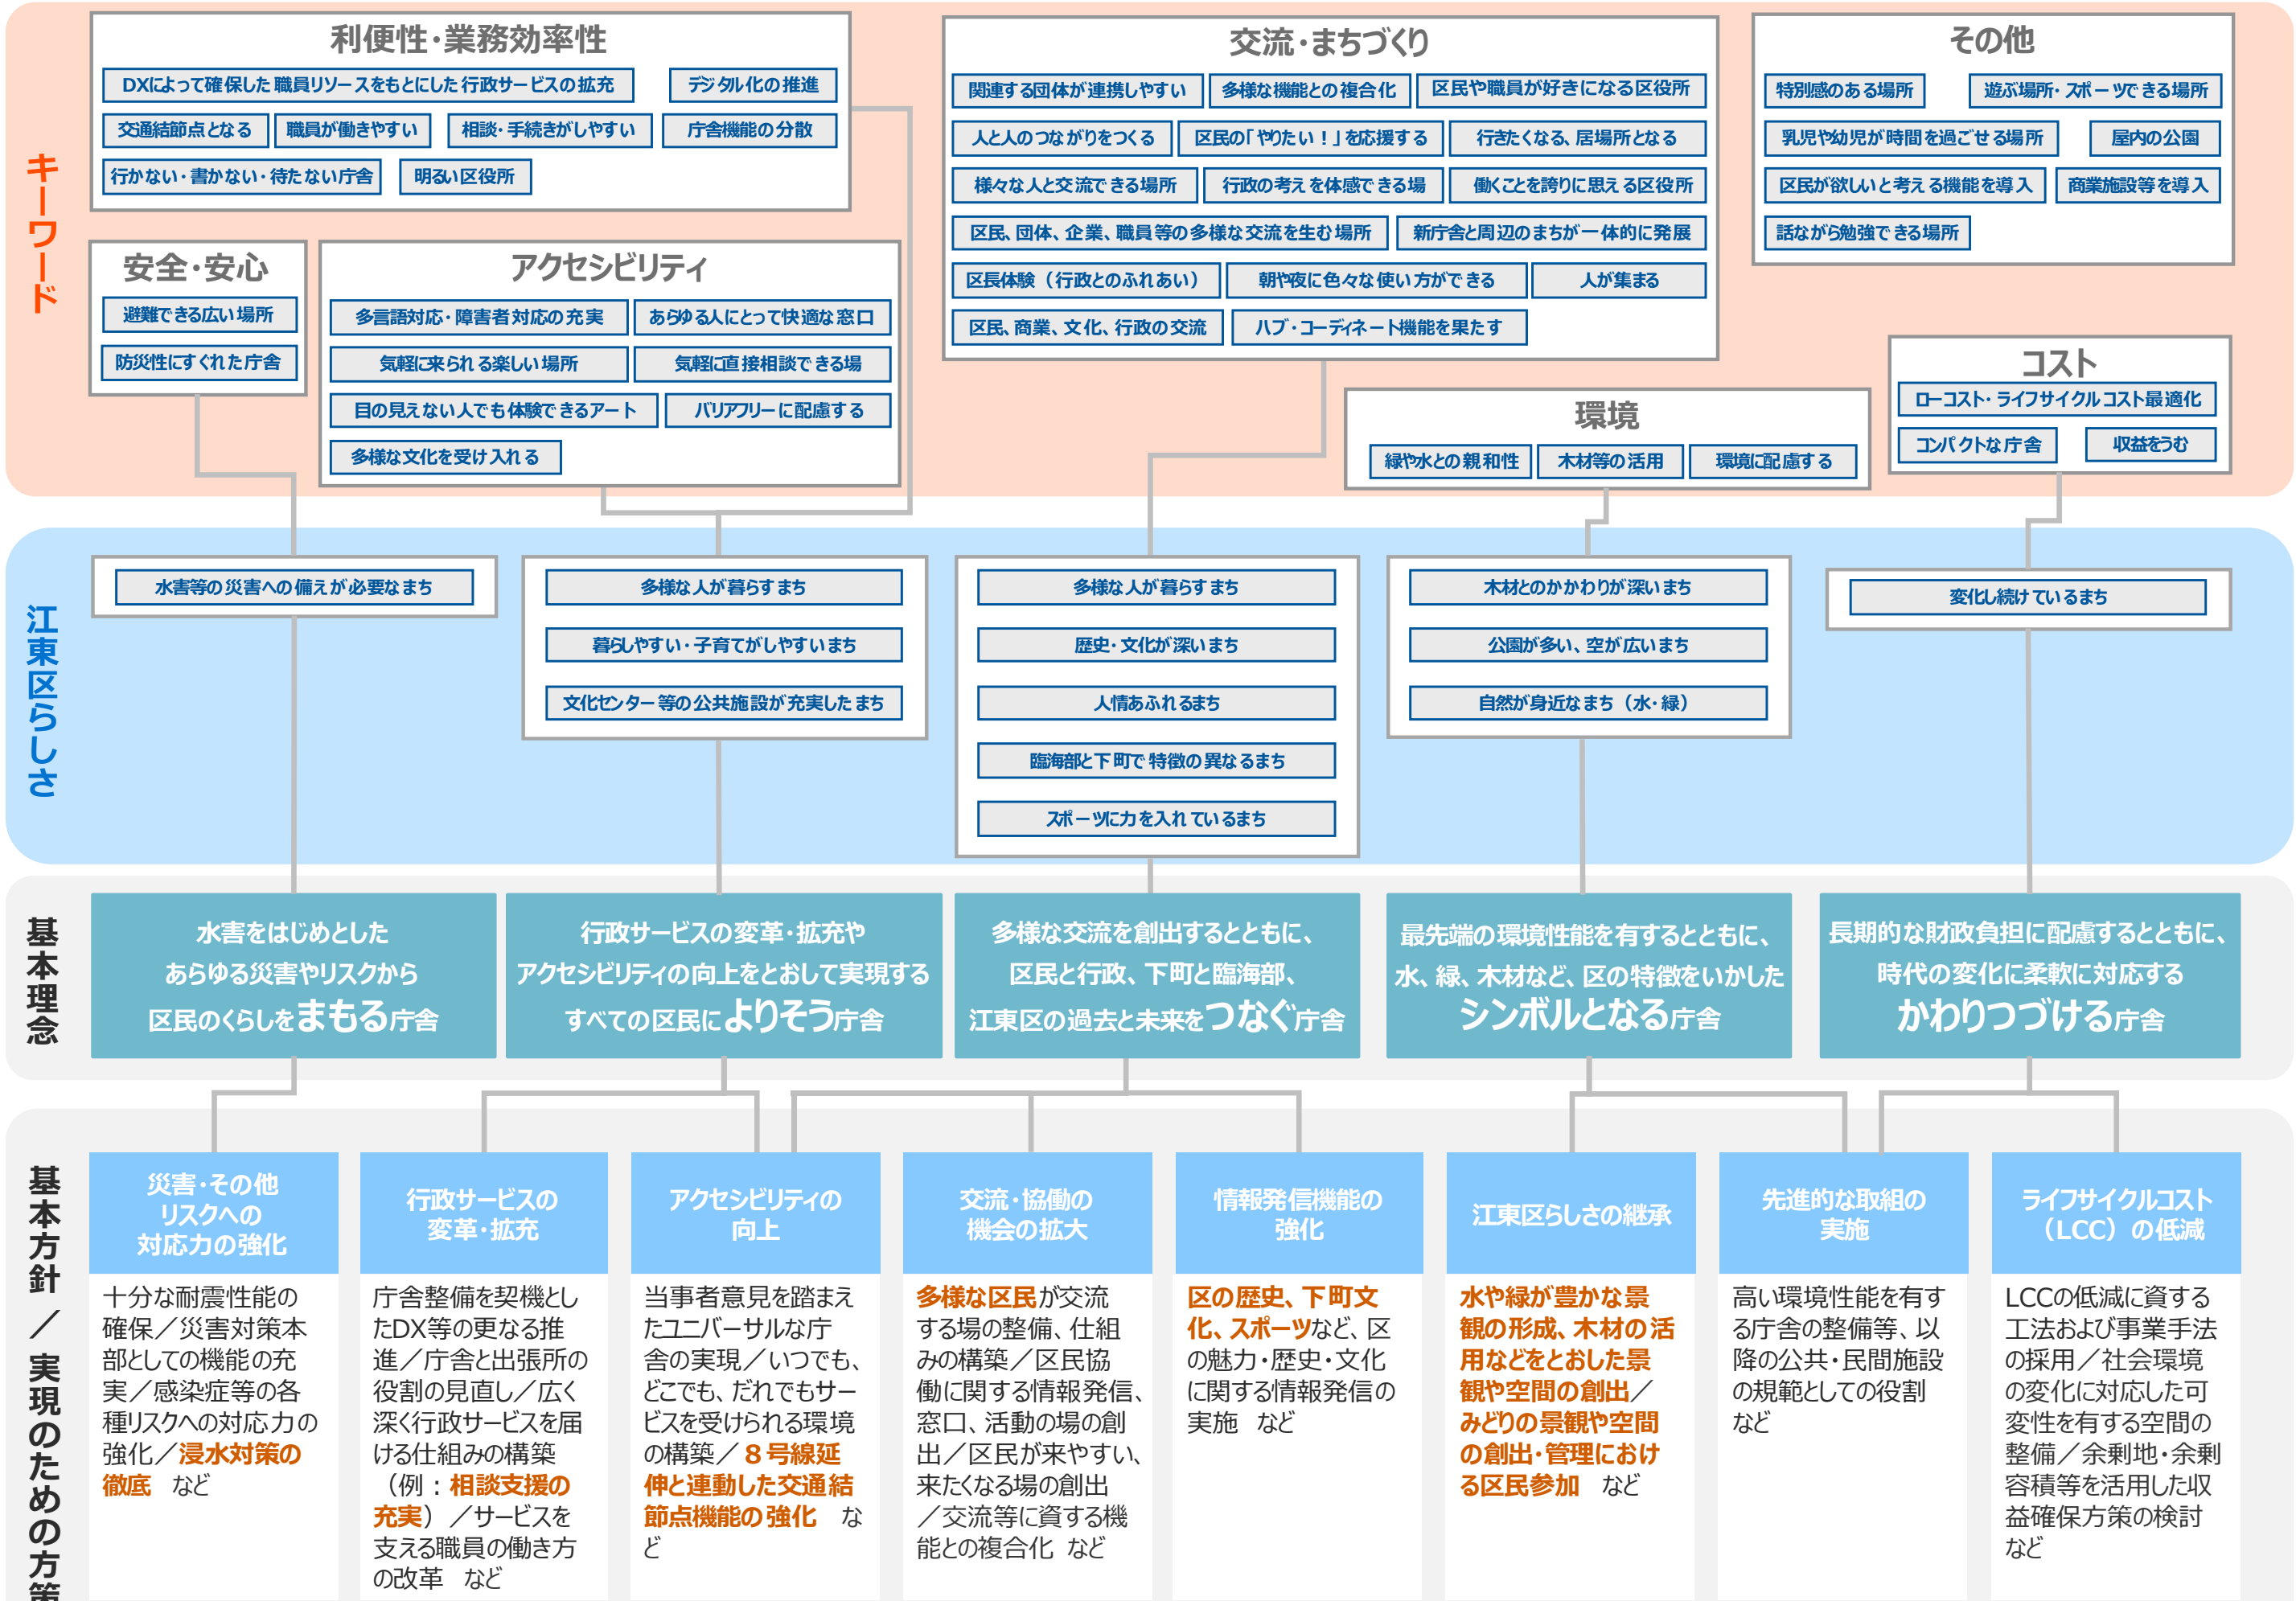 キーワード
利便性・業務効率性
DXによって確保した職員リソースをもとにした行政サービスの拡充
デジタル化の推進
交通結節点となる
職員が働きやすい
相談・手続きがしやすい
庁舎機能の分散
行かない・書かない・待たない庁舎
明るい区役所
安全・安心
避難できる広い場所
防災性にすぐれた庁舎
アクセシビリティ
多言語対応・障害者対応の充実
あらゆる人にとって快適な窓口
気軽に来られる楽しい場所
気軽に直接相談できる場
目の見えない人でも体験できるアート
バリアフリーに配慮する
多様な文化を受け入れる
交流・まちづくり
関連する団体が連携しやすい
多様な機能との複合化
区民や職員が好きになる区役所
人と人のつながりをつくる
区民の「やりたい！」を応援する
行きたくなる、居場所となる
様々な人と交流できる場所
行政の考えを体感できる場
働くことを誇りに思える区役所
区民、団体、企業、職員等の多様な交流を生む場所
新庁舎と周辺のまちが一体的に発展
区長体験（行政とのふれあい）
朝や夜に色々な使い方ができる
人が集まる
区民、商業、文化、行政の交流
ハブ・コーディネート機能を果たす
その他
特別感のある場所
遊ぶ場所・スポーツできる場所
乳児や幼児が時間を過ごせる場所
屋内の公園
区民が欲しいと考える機能を導入
商業施設等を導入
話ながら勉強できる場所
環境
緑や水との親和性
木材等の活用
環境に配慮する
コスト
ローコスト・ライフサイクルコスト最適化
コンパクトな庁舎
収益をうむ
江東区らしさ
水害等の災害への備えが必要なまち
多様な人が暮らすまち
暮らしやすい・子育てがしやすいまち
文化センター等の公共施設が充実したまち
多様な人が暮らすまち
歴史・文化が深いまち
人情あふれるまち
臨海部と下町で特徴の異なるまち
スポーツに力を入れているまち
木材とのかかわりが深いまち
公園が多い、空が広いまち
自然が身近なまち（水・緑）
変化し続けているまち
基本理念
水害をはじめとした
あらゆる災害やリスクから
区民のくらしをまもる庁舎
行政サービスの変革・拡充や
アクセシビリティの向上をとおして実現する
すべての区民によりそう庁舎
多様な交流を創出するとともに、
区民と行政、下町と臨海部、
江東区の過去と未来をつなぐ庁舎
最先端の環境性能を有するとともに、
水、緑、木材など、区の特徴をいかした
シンボルとなる庁舎
長期的な財政負担に配慮するとともに、
時代の変化に柔軟に対応する
かわりつづける庁舎
基本方針／実現のための方策
災害・その他
リスクへの
対応力の強化
十分な耐震性能の
確保／災害対策本
部としての機能の充
実／感染症等の各
種リスクへの対応力の
強化／浸水対策の
徹底　など
行政サービスの
変革・拡充
庁舎整備を契機とし
たDX等の更なる推
進／庁舎と出張所の
役割の見直し／広く
深く行政サービスを届
ける仕組みの構築
（例：相談支援の
充実）／サービスを
支える職員の働き方
の改革　など
アクセシビリティの
向上
当事者意見を踏まえ
たユニバーサルな庁
舎の実現／いつでも、
どこでも、だれでもサー
ビスを受けられる環境
の構築／８号線延
伸と連動した交通結
節点機能の強化　な
ど
交流・協働の
機会の拡大
多様な区民が交流
する場の整備、仕組
みの構築／区民協
働に関する情報発信、
窓口、活動の場の創
出／区民が来やすい、
来たくなる場の創出
／交流等に資する機
能との複合化　など
情報発信機能の
強化
区の歴史、下町文
化、スポーツなど、区
の魅力・歴史・文化
に関する情報発信の
実施　など
江東区らしさの継承
水や緑が豊かな景
観の形成、木材の活
用などをとおした景
観や空間の創出／
みどりの景観や空間
の創出・管理におけ
る区民参加　など
先進的な取組の
実施
高い環境性能を有す
る庁舎の整備等、以
降の公共・民間施設
の規範としての役割
など
ライフサイクルコスト
（LCC）の低減
LCCの低減に資する
工法および事業手法
の採用／社会環境
の変化に対応した可
変性を有する空間の
整備／余剰地・余剰
容積等を活用した収
益確保方策の検討
など